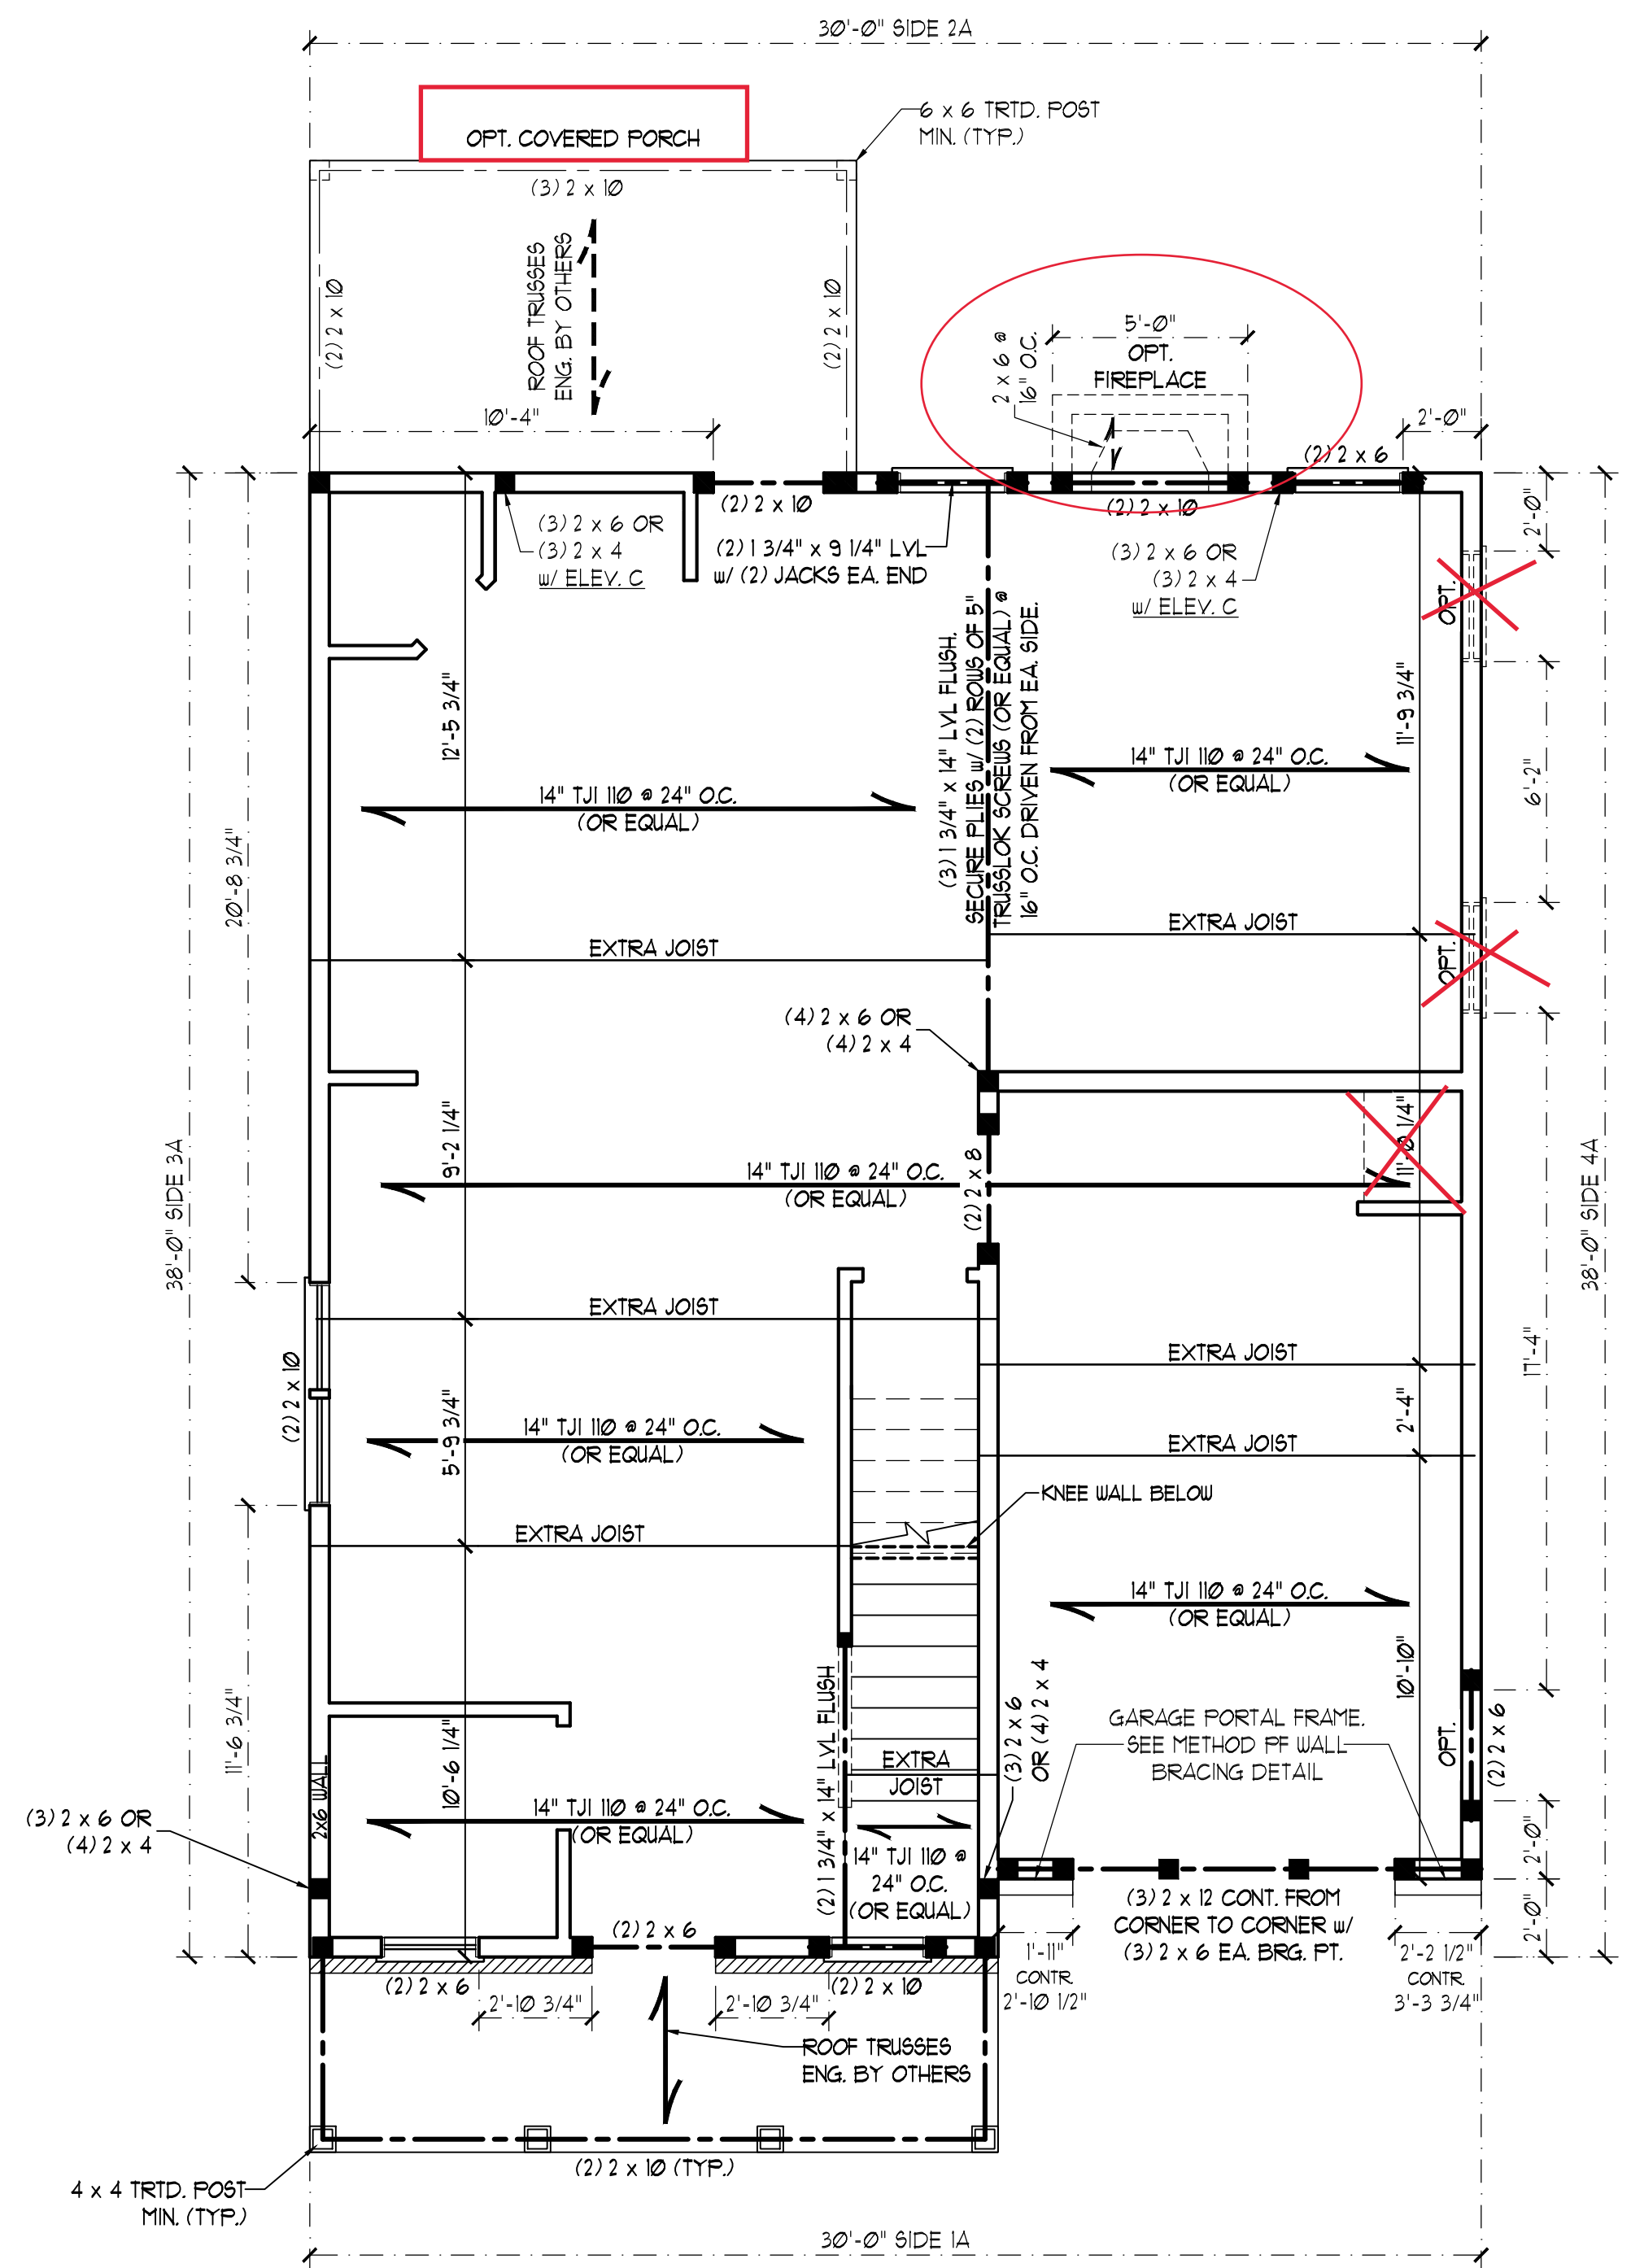 30'-0" SIDE 2A
OPT. COVERED PORCH
6 x 6 TRTD. POST
MIN. (TYP.)
(3) 2 x 10
(2) 2 x 10
ROOF TRUSSES
ENG. BY OTHERS
(2) 2 x 10
10'-4"
2 x 6 @
16" O.C.
5'-0"
OPT.
FIREPLACE
2'-0"
(2) 2 x 6
(2) 2 x 10
(2) 2 x 10
(3) 2 x 6 OR
(3) 2 x 4
w/ ELEV. C
(2) 1 3/4" x 9 1/4" LVL
w/ (2) JACKS EA. END
(3) 2 x 6 OR
(3) 2 x 4
w/ ELEV. C
2'-0"
OPT.
(3) 1 3/4" x 14" LVL FLUSH.
SECURE PLIES w/ (2) ROWS OF 5"
TRUSSLOK SCREWS (OR EQUAL) @
16" O.C. DRIVEN FROM EA. SIDE.
12'-5 3/4"
11'-9 3/4"
14" TJI 110 @ 24" O.C.
(OR EQUAL)
14" TJI 110 @ 24" O.C.
(OR EQUAL)
6'-2"
20'-8 3/4"
EXTRA JOIST
EXTRA JOIST
OPT.
(4) 2 x 6 OR
(4) 2 x 4
38'-0" SIDE 3A
9'-2 1/4"
11'-0 1/4"
38'-0" SIDE 4A
14" TJI 110 @ 24" O.C.
(OR EQUAL)
(2) 2 x 8
EXTRA JOIST
EXTRA JOIST
17'-4"
(2) 2 x 10
5'-9 3/4"
14" TJI 110 @ 24" O.C.
(OR EQUAL)
2'-4"
EXTRA JOIST
KNEE WALL BELOW
EXTRA JOIST
14" TJI 110 @ 24" O.C.
(OR EQUAL)
11'-6 3/4"
10'-6 1/4"
(2) 1 3/4" x 14" LVL FLUSH
(3) 2 x 6
OR (4) 2 x 4
10'-10"
GARAGE PORTAL FRAME.
SEE METHOD PF WALL
BRACING DETAIL
OPT.
(2) 2 x 6
2x6 WALL
EXTRA
JOIST
(3) 2 x 6 OR
(4) 2 x 4
14" TJI 110 @ 24" O.C.
(OR EQUAL)
14" TJI 110 @
24" O.C.
(OR EQUAL)
2'-0"
2'-0"
(3) 2 x 12 CONT. FROM
CORNER TO CORNER w/
(3) 2 x 6 EA. BRG. PT.
(2) 2 x 6
(2) 2 x 6
(2) 2 x 10
1'-11"
CONTR.
2'-10 1/2"
2'-2 1/2"
CONTR.
3'-3 3/4"
2'-10 3/4"
2'-10 3/4"
ROOF TRUSSES
ENG. BY OTHERS
(2) 2 x 10 (TYP.)
4 x 4 TRTD. POST
MIN. (TYP.)
30'-0" SIDE 1A